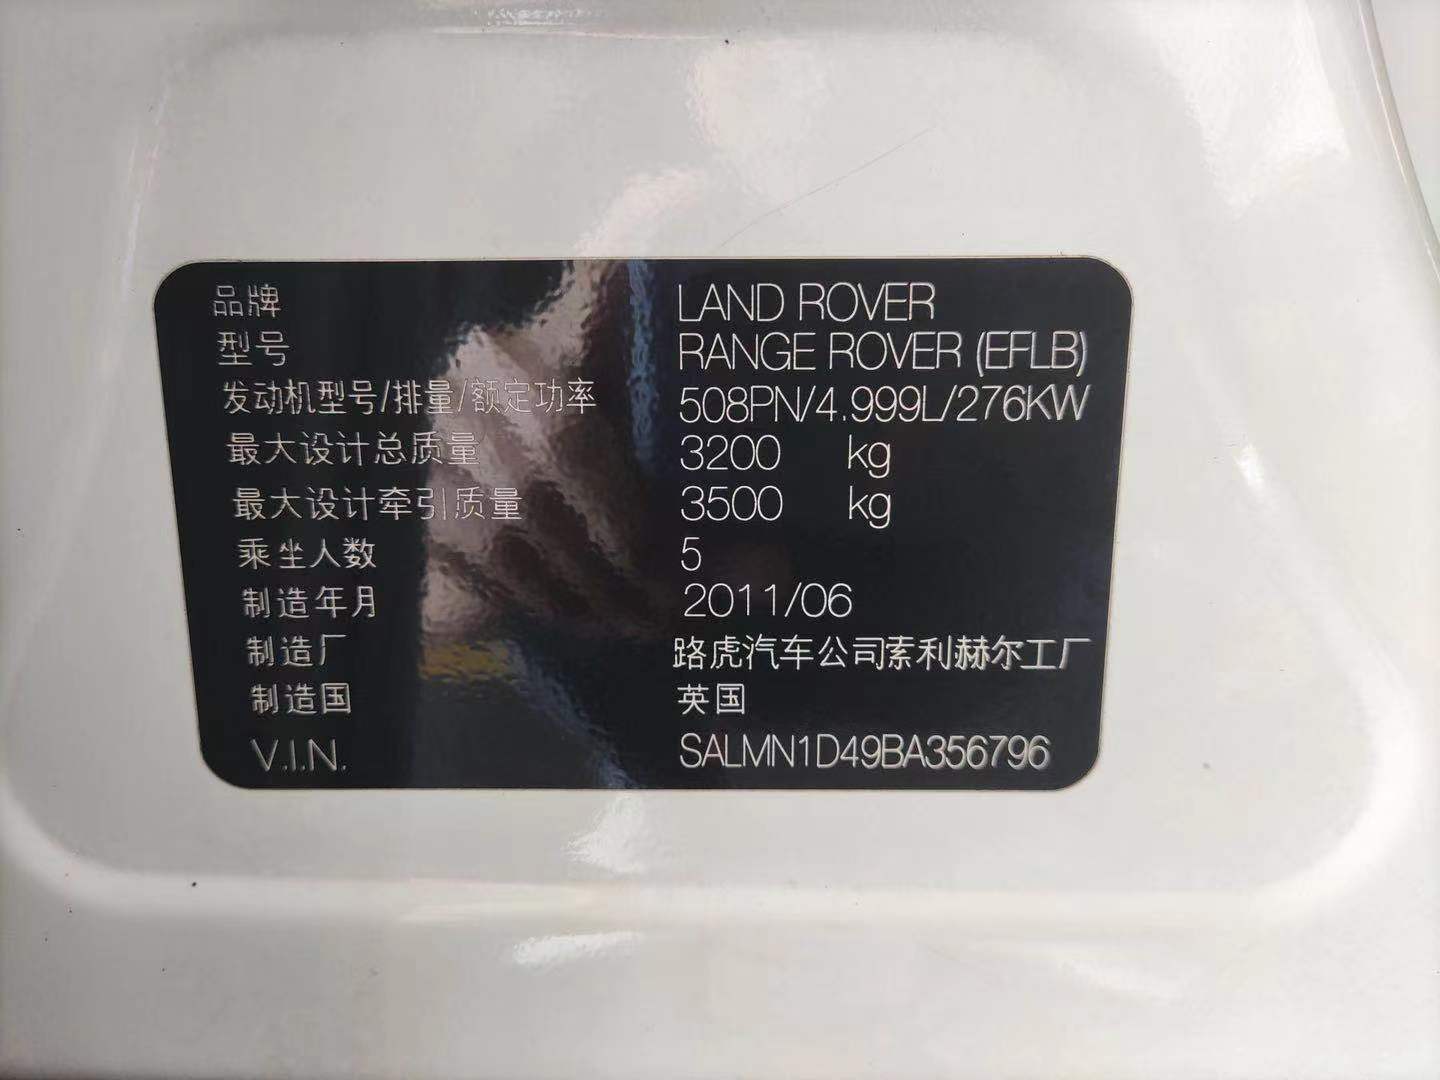 品牌 LAND ROVER
型号 RANGE ROVER (EFLB)
发动机型号/排量/额定功率 508PN/4.999L/276KW
最大设计总质量 3200 kg
最大设计牵引质量 3500 kg
乘坐人数 5
制造年月 2011/06
制造厂 路虎汽车公司索利赫尔工厂
制造国 英国
V.I.N. SALMN1D49BA356796